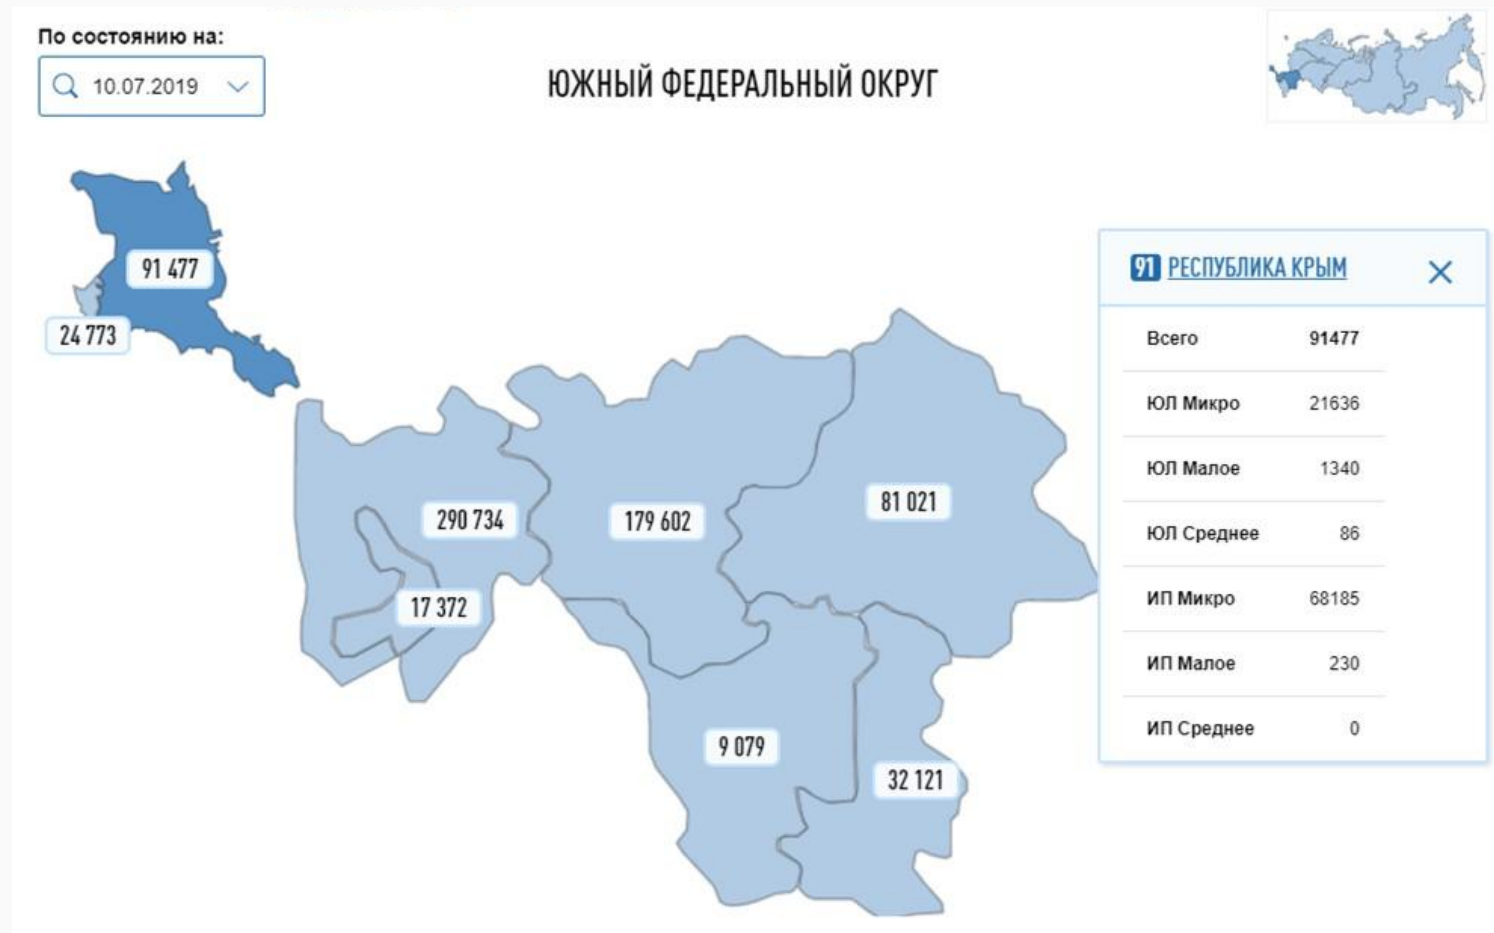 По состоянию на:
10.07.2019
ЮЖНЫЙ ФЕДЕРАЛЬНЫЙ ОКРУГ
91 477
24 773
290 734
179 602
81 021
17 372
9 079
32 121
91 РЕСПУБЛИКА КРЫМ
Всего 91477
ЮЛ Микро 21636
ЮЛ Малое 1340
ЮЛ Среднее 86
ИП Микро 68185
ИП Малое 230
ИП Среднее 0